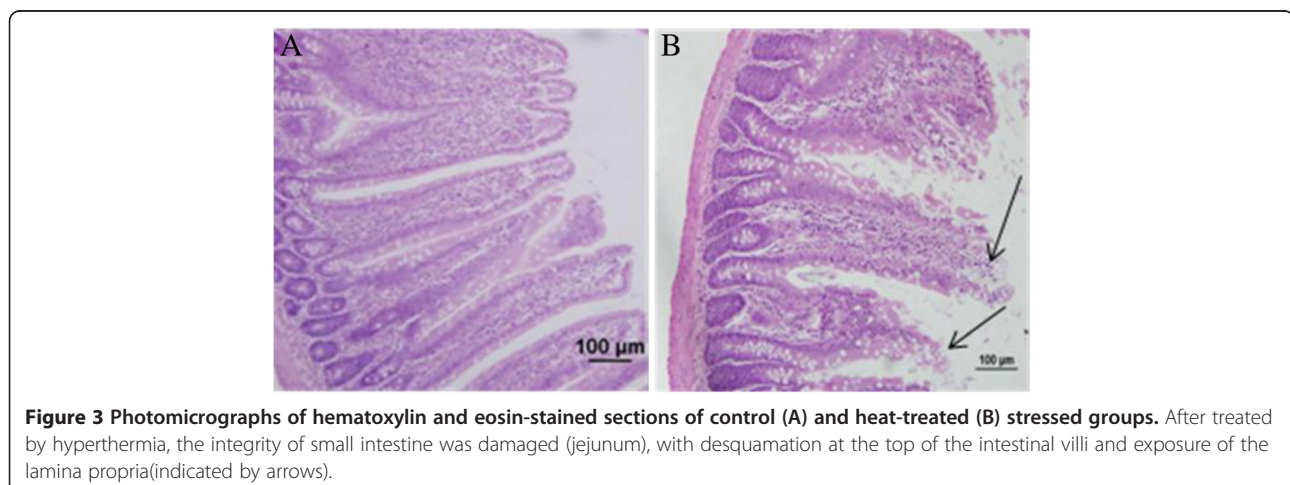 A
B
100 µm
100 µm
Figure 3 Photomicrographs of hematoxylin and eosin-stained sections of control (A) and heat-treated (B) stressed groups. After treated
by hyperthermia, the integrity of small intestine was damaged (jejunum), with desquamation at the top of the intestinal villi and exposure of the
lamina propria(indicated by arrows).